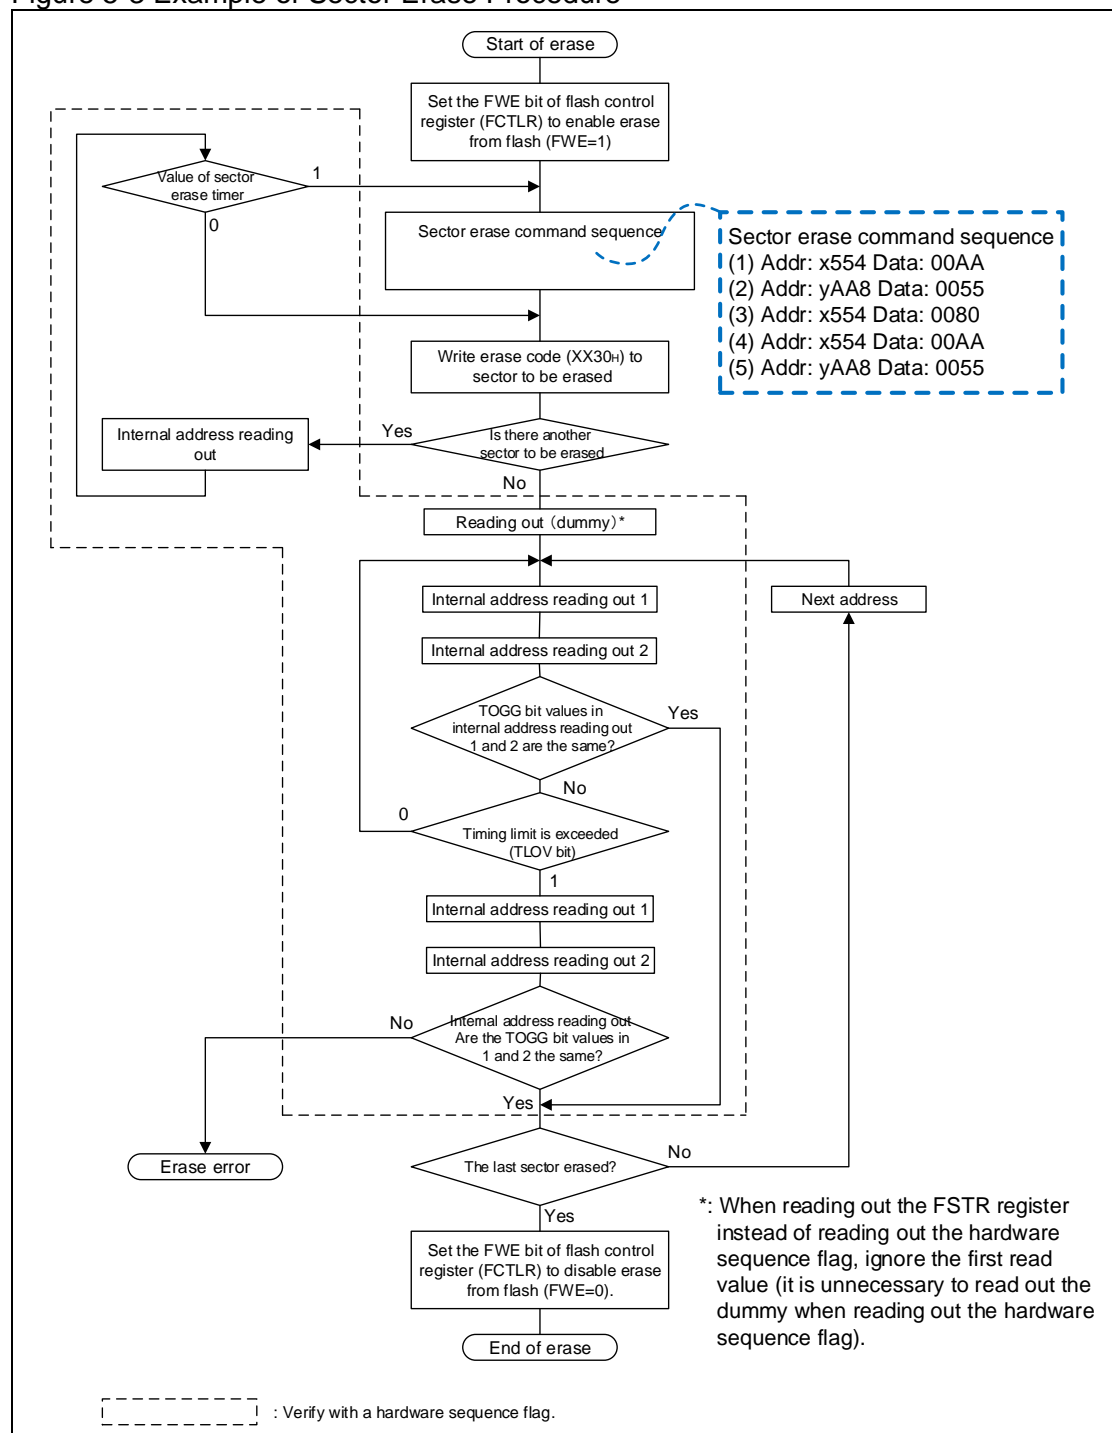 Start of erase
Set the FWE bit of flash control
register (FCTLR) to enable erase
from flash (FWE=1)
Value of sector
erase timer
1
0
Sector erase command sequence
Sector erase command sequence
(1) Addr: x554 Data: 00AA
(2) Addr: yAA8 Data: 0055
(3) Addr: x554 Data: 0080
(4) Addr: x554 Data: 00AA
(5) Addr: yAA8 Data: 0055
Write erase code (XX30H) to
sector to be erased
Internal address reading
out
Yes
Is there another
sector to be erased
No
Reading out (dummy)*
Internal address reading out 1
Next address
Internal address reading out 2
TOGG bit values in
internal address reading out
1 and 2 are the same?
Yes
No
0
Timing limit is exceeded
(TLOV bit)
1
Internal address reading out 1
Internal address reading out 2
No
Internal address reading out
Are the TOGG bit values in
1 and 2 the same?
Yes
Erase error
The last sector erased?
No
Yes
Set the FWE bit of flash control
register (FCTLR) to disable erase
from flash (FWE=0).
End of erase
*: When reading out the FSTR register
instead of reading out the hardware
sequence flag, ignore the first read
value (it is unnecessary to read out the
dummy when reading out the hardware
sequence flag).
: Verify with a hardware sequence flag.